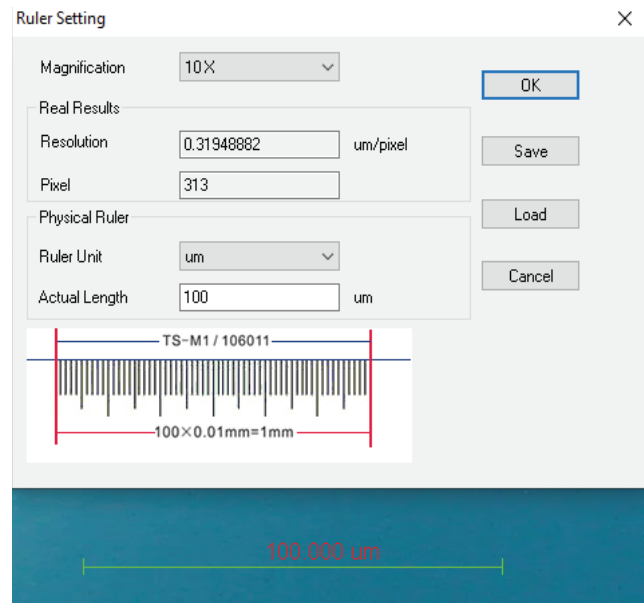 Ruler Setting
Magnification 10X
OK
Real Results
Resolution 0.31948882 um/pixel
Save
Pixel 313
Physical Ruler
Load
Ruler Unit um
Cancel
Actual Length 100 um
TS-M1 / 106011
100×0.01mm=1mm
100.000 um